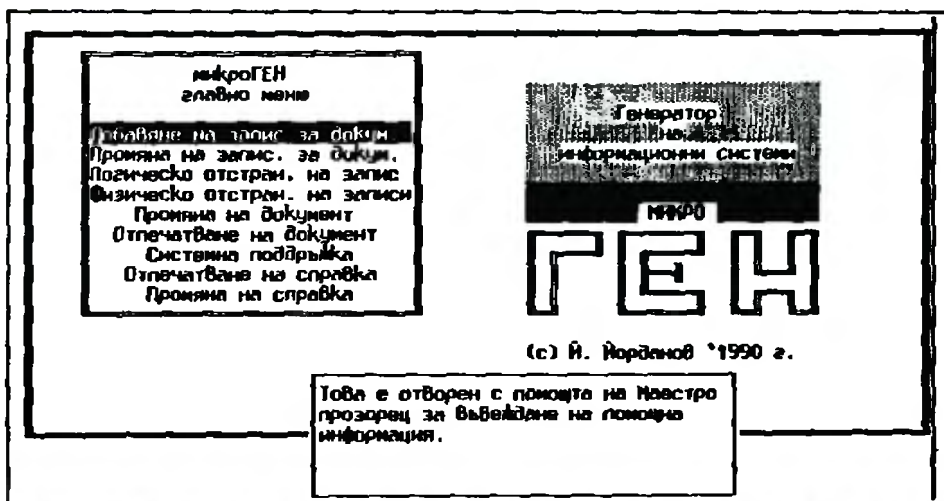 микроГЕН
главно меню
Добавяне на запис за докум.
Промяна на запис. за докум.
Логическо отстран. на запис
Физическо отстран. на записи
Промяна на документ
Отпечатване на документ
Системна поддръжка
Отпечатване на справка
Промяна на справка
Генератор
на
информационни системи
МИКРО
ГЕН
(c) Й. Йорданов '1990 г.
Това е отворен с помощта на Маестро
прозорец за въвеждане на помощна
информация.